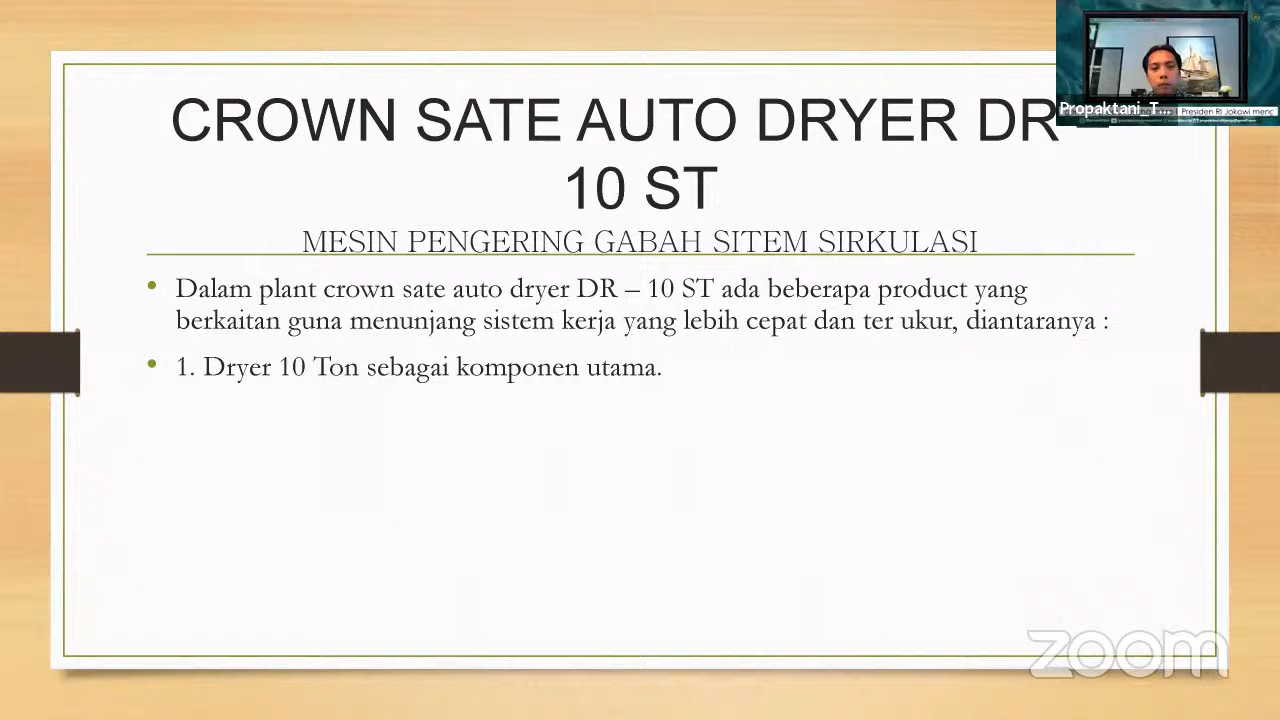 CROWN SATE AUTO DRYER DR
10 ST
MESIN PENGERING GABAH SITEM SIRKULASI
• Dalam plant crown sate auto dryer DR – 10 ST ada beberapa product yang
berkaitan guna menunjang sistem kerja yang lebih cepat dan ter ukur, diantaranya :
• 1. Dryer 10 Ton sebagai komponen utama.
Propaktani_T...
Presiden RI Jokowi menc
zoom